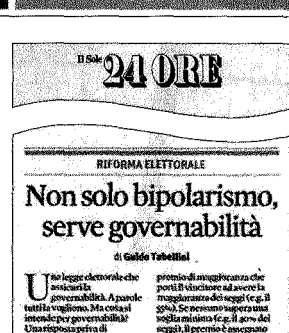 Il Sole
24 ORE
RIFORMA ELETTORALE
Non solo bipolarismo,
serve governabilità
di Guido Tabellini
Una legge elettorale che
assicuri la
governabilità. A parole
tutti la vogliono. Ma cosa si
intende per governabilità?
Una risposta priva di
premio di maggioranza che
porti il vincitore ad avere la
maggioranza dei seggi (e.g. il
55%). Se nessuno supera una
soglia minima (e.g. il 40% dei
seggi), il premio è assegnato